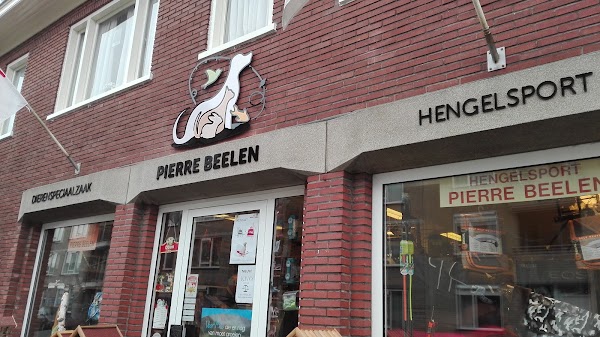 DIERENSPECIAALZAAK
PIERRE BEELEN
HENGELSPORT
HENGELSPORT
PIERRE BEELEN